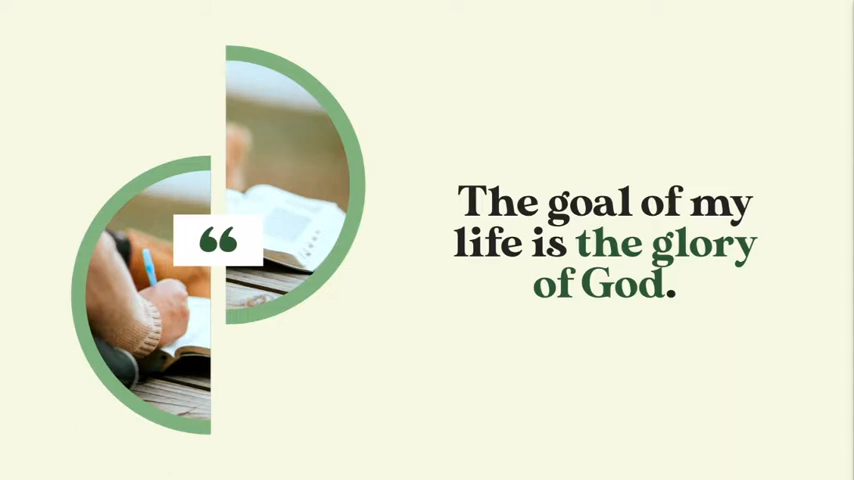 “
The goal of my
life is the glory
of God.